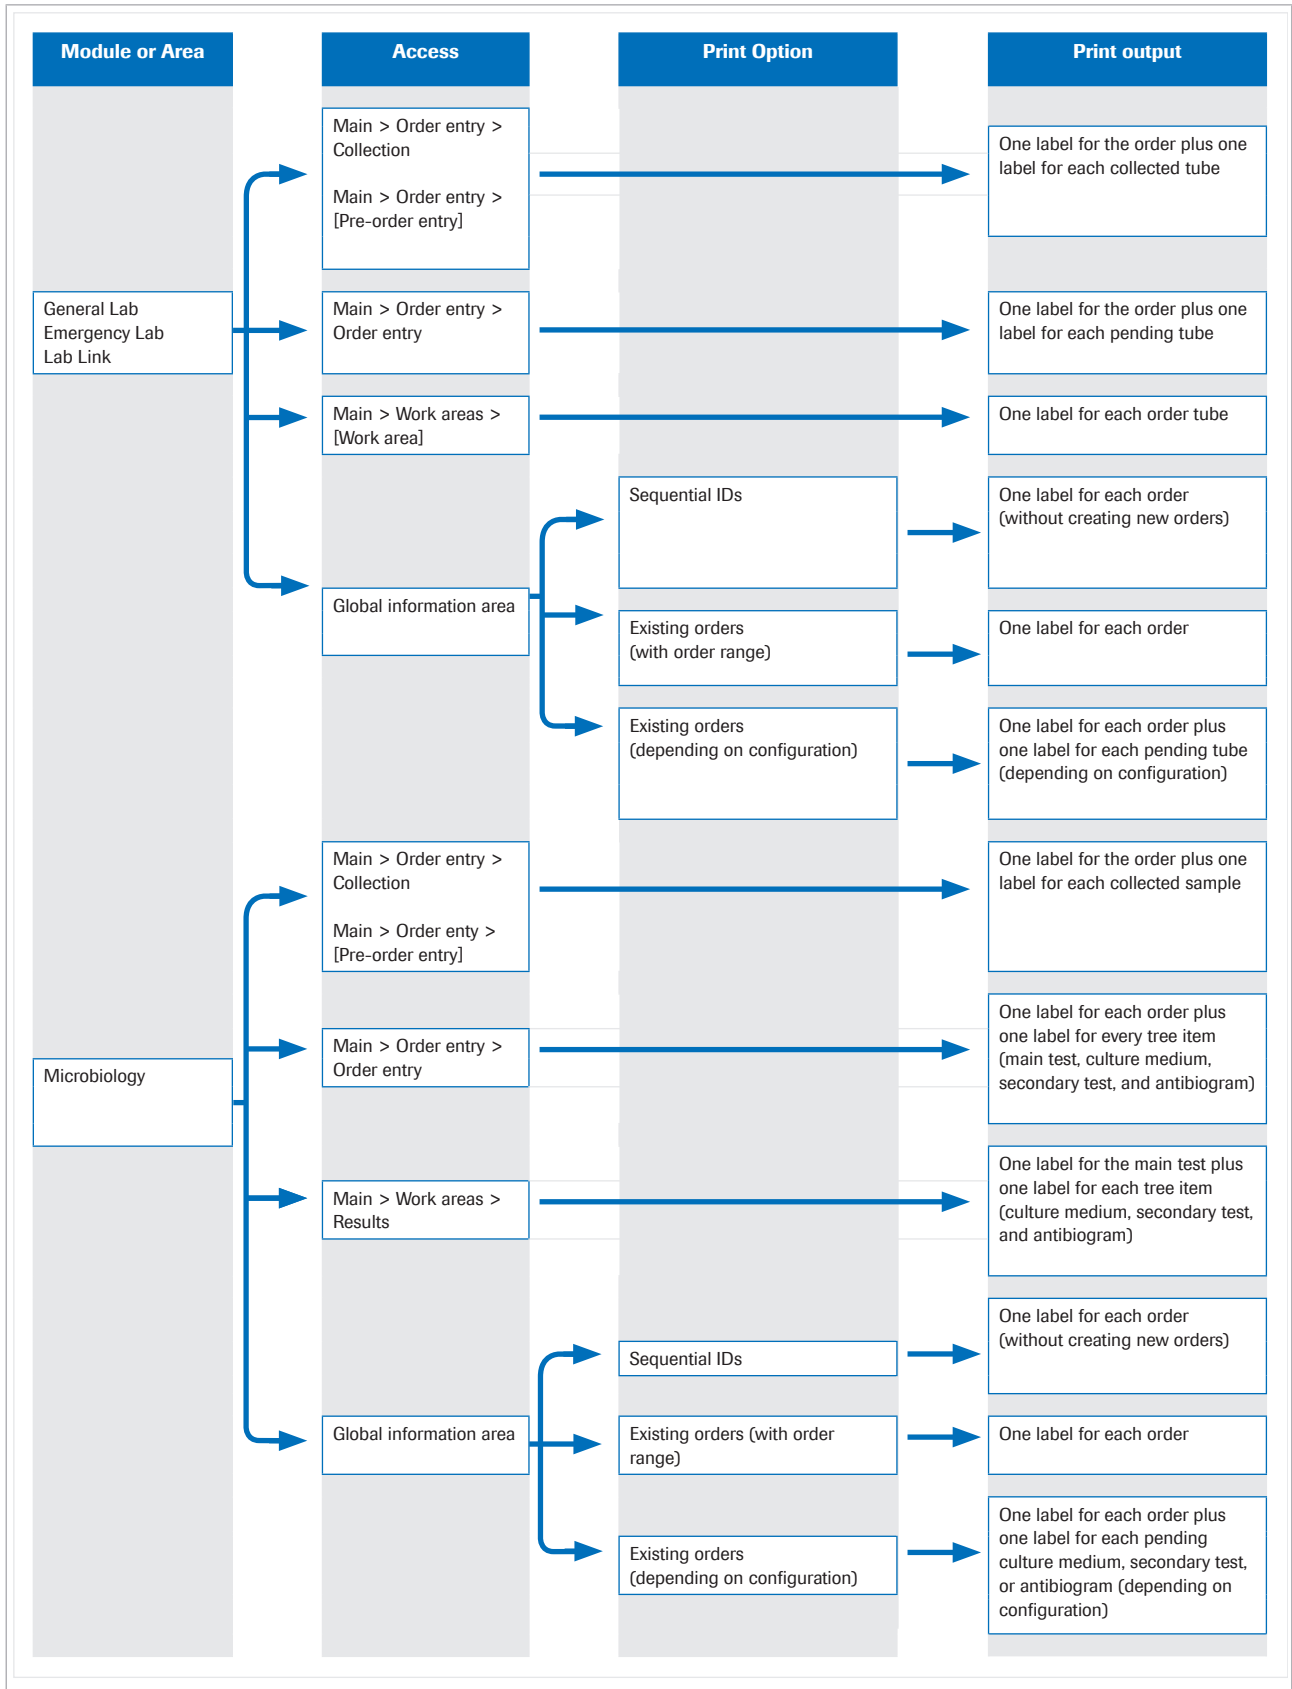 Module or Area
Access
Print Option
Print output
Main > Order entry >
Collection
Main > Order entry >
[Pre-order entry]
One label for the order plus one
label for each collected tube
General Lab
Emergency Lab
Lab Link
Main > Order entry >
Order entry
One label for the order plus one
label for each pending tube
Main > Work areas >
[Work area]
One label for each order tube
Global information area
Sequential IDs
One label for each order
(without creating new orders)
Existing orders
(with order range)
One label for each order
Existing orders
(depending on configuration)
One label for each order plus
one label for each pending tube
(depending on configuration)
Microbiology
Main > Order entry >
Collection
Main > Order enty >
[Pre-order entry]
One label for the order plus one
label for each collected sample
Main > Order entry >
Order entry
One label for each order plus
one label for every tree item
(main test, culture medium,
secondary test, and antibiogram)
Main > Work areas >
Results
One label for the main test plus
one label for each tree item
(culture medium, secondary test,
and antibiogram)
Global information area
Sequential IDs
One label for each order
(without creating new orders)
Existing orders (with order
range)
One label for each order
Existing orders
(depending on configuration)
One label for each order plus
one label for each pending
culture medium, secondary test,
or antibiogram (depending on
configuration)